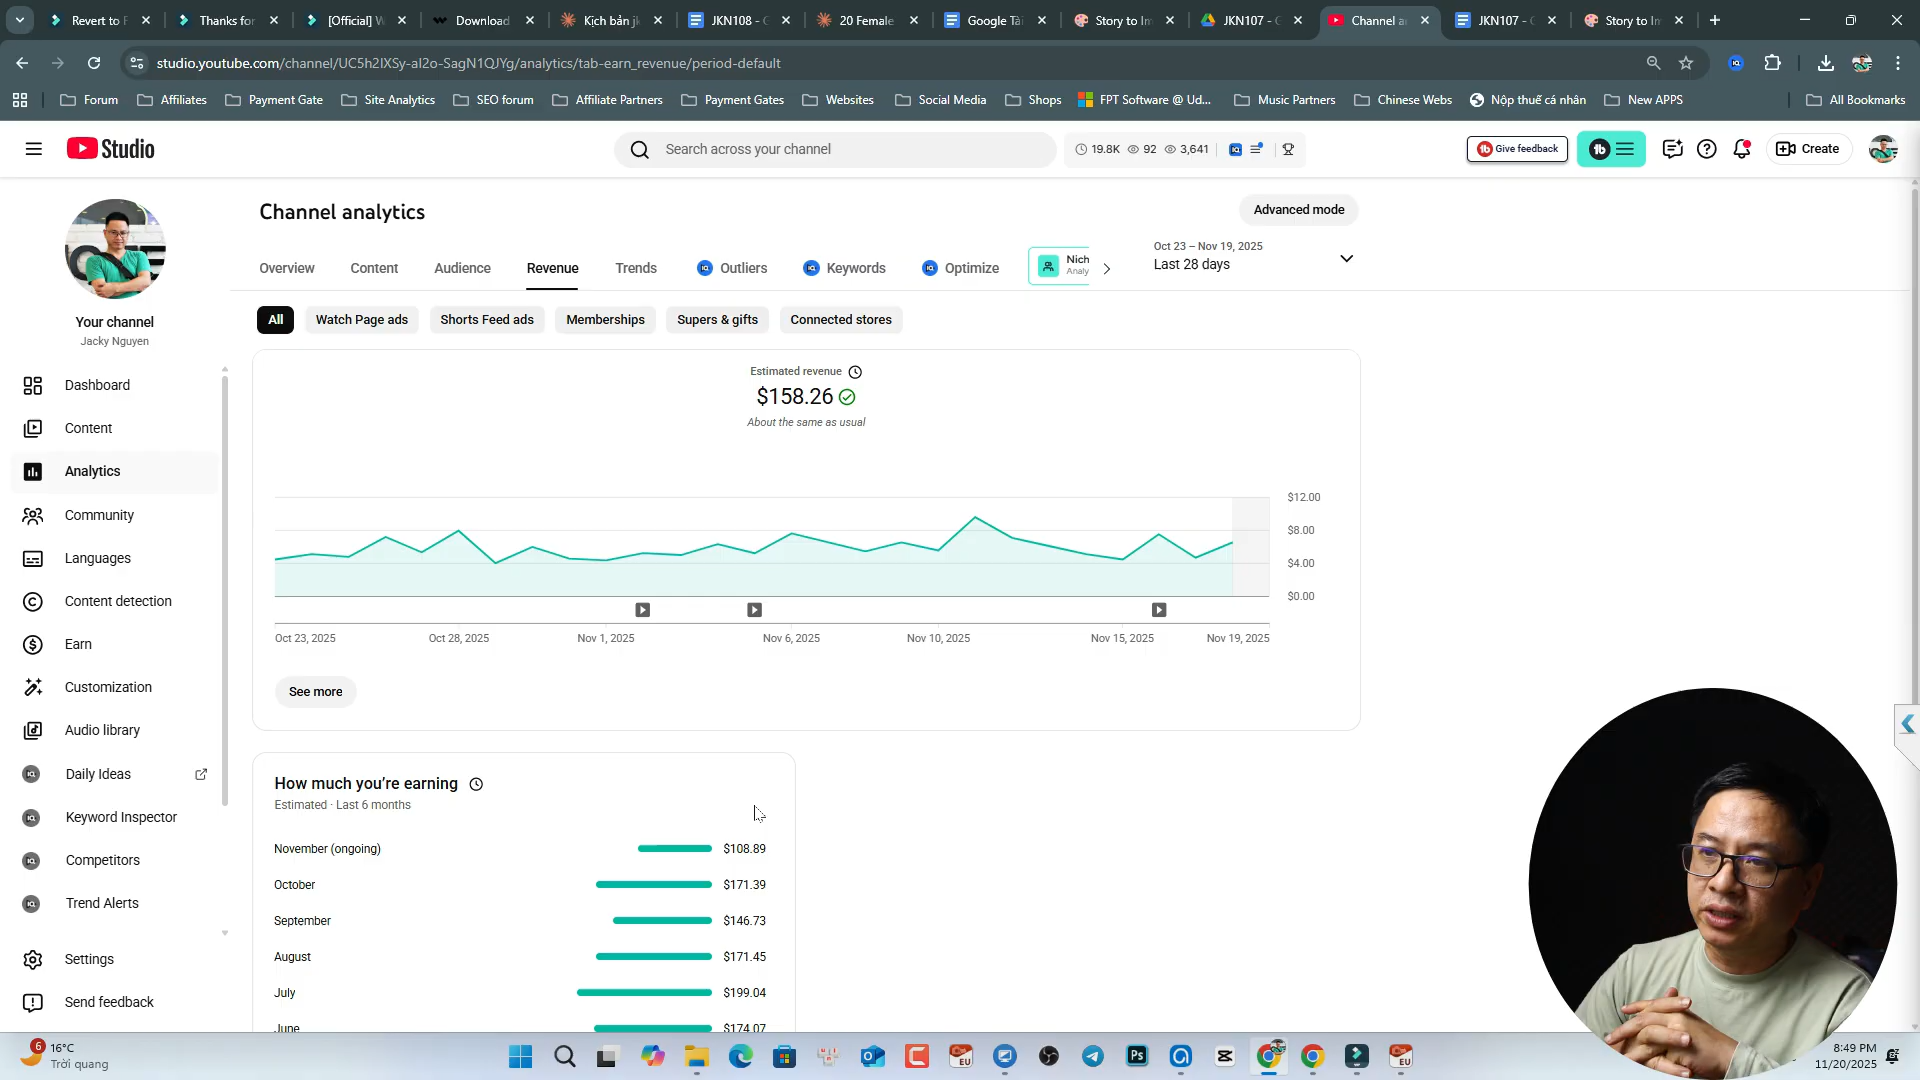 Revert to F
Thanks for
[Official] W
Download
Kịch bản jk
JKN108 - G
20 Female
Google Tài
Story to Im
JKN107 - G
Channel an
JKN107 - G
Story to Im
studio.youtube.com/channel/UC5h2IXSy-aI2o-SagN1QJYg/analytics/tab-earn_revenue/period-default
Forum
Affiliates
Payment Gate
Site Analytics
SEO forum
Affiliate Partners
Payment Gates
Websites
Social Media
Shops
FPT Software @ Ud...
Music Partners
Chinese Webs
Nộp thuế cá nhân
New APPS
All Bookmarks
Studio
Search across your channel
19.8K
92
3,641
Give feedback
Create
Your channel
Jacky Nguyen
Dashboard
Content
Analytics
Community
Languages
Content detection
Earn
Customization
Audio library
Daily Ideas
Keyword Inspector
Competitors
Trend Alerts
Settings
Send feedback
Channel analytics
Advanced mode
Overview
Content
Audience
Revenue
Trends
Outliers
Keywords
Optimize
Nich
Analy
Oct 23 – Nov 19, 2025
Last 28 days
All
Watch Page ads
Shorts Feed ads
Memberships
Supers & gifts
Connected stores
Estimated revenue
$158.26
About the same as usual
$12.00
$8.00
$4.00
$0.00
Oct 23, 2025
Oct 28, 2025
Nov 1, 2025
Nov 6, 2025
Nov 10, 2025
Nov 15, 2025
Nov 19, 2025
See more
How much you're earning
Estimated · Last 6 months
November (ongoing) $108.89
October $171.39
September $146.73
August $171.45
July $199.04
June $174.07
6
16°C
Trời quang
8:49 PM
11/20/2025